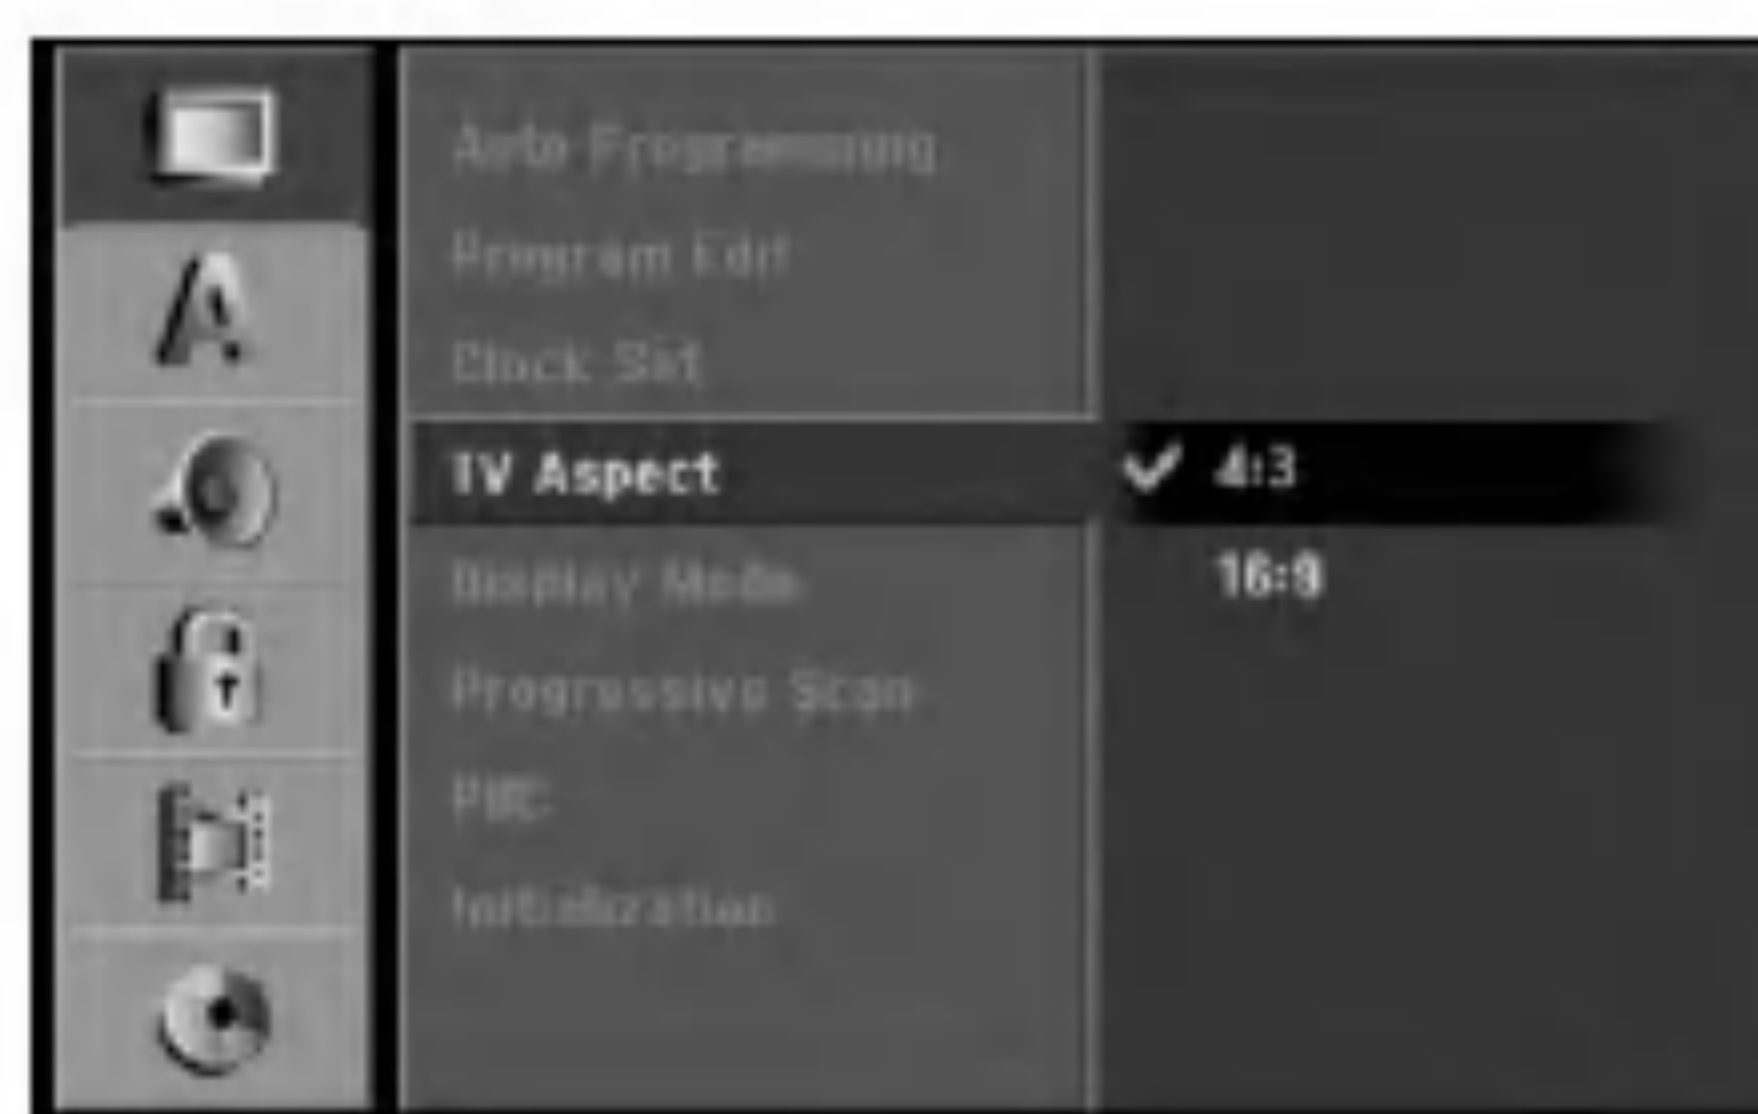 Auto Programming
Program Edit
Clock Set
TV Aspect
4:3
16:9
Display Mode
Progressive Scan
PBC
Initialization